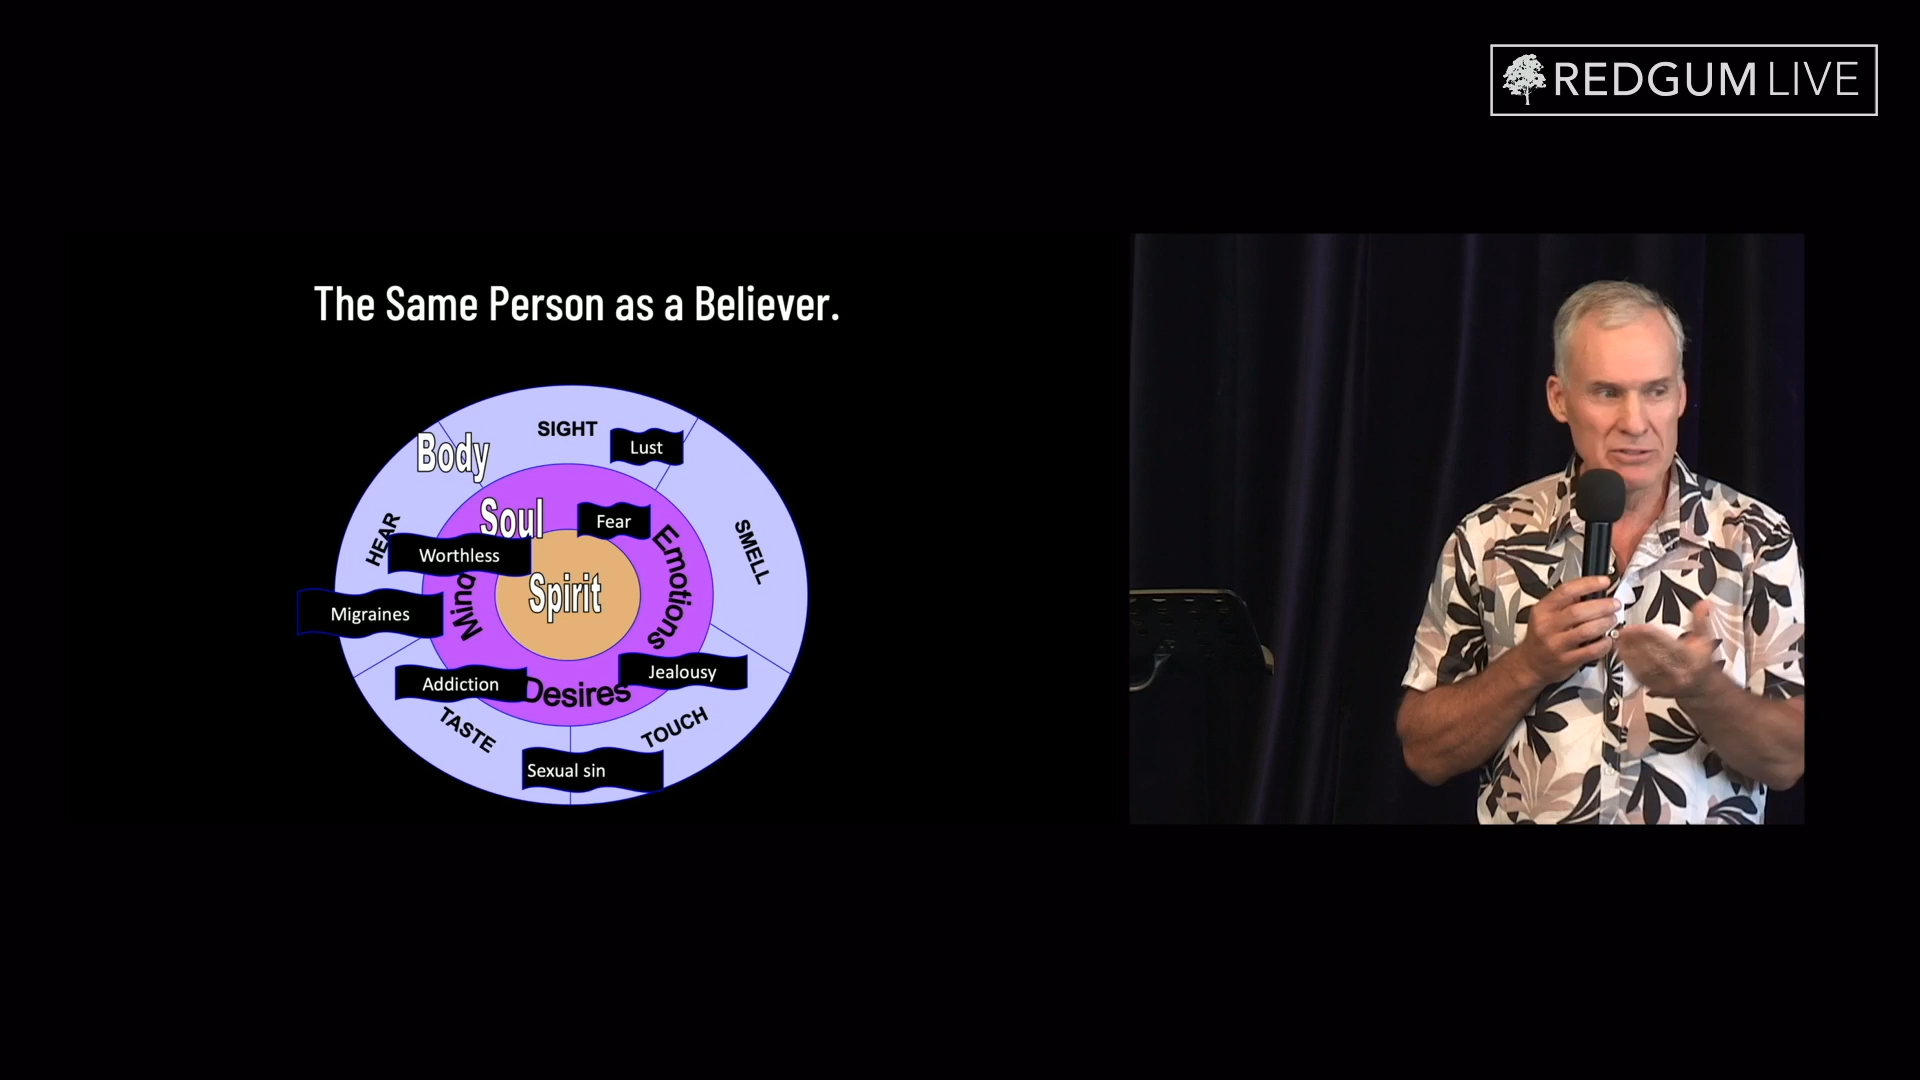 REDGUM LIVE
The Same Person as a Believer.
SIGHT
Lust
Body
Soul
Fear
HEAR
Worthless
Emotions
SMELL
Spirit
Mind
Migraines
Jealousy
Addiction
Desires
TASTE
TOUCH
Sexual sin